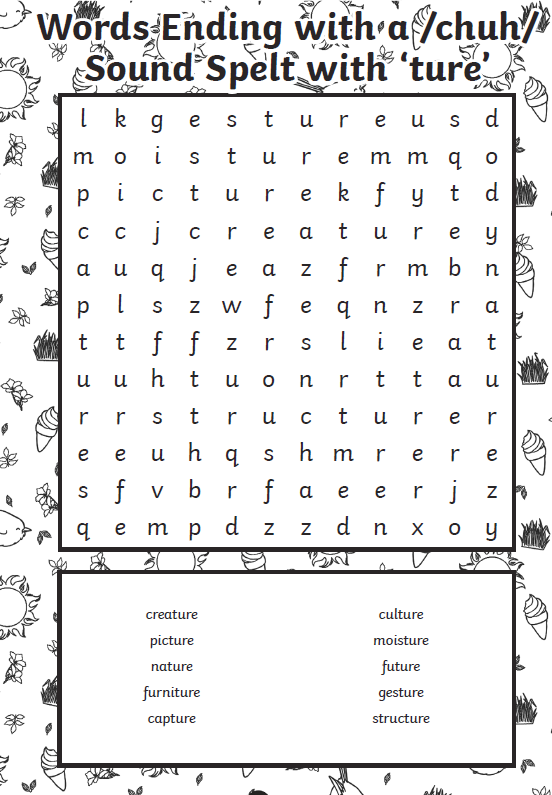 Words Ending with a /chuh/
Sound Spelt with ‘ture’
l k g e s t u r e u s d
m o i s t u r e m m q o
p i c t u r e k f y t d
c c j c r e a t u r e y
a u q j e a z f r m b n
p l s z w f e q n z r a
t t f f z r s l i e a t
u u h t u o n r t t a u
r r s t r u c t u r e r
e e u h q s h m r e r e
s f v b r f a e e r j z
q e m p d z z d n x o y
creature culture
picture moisture
nature future
furniture gesture
capture structure